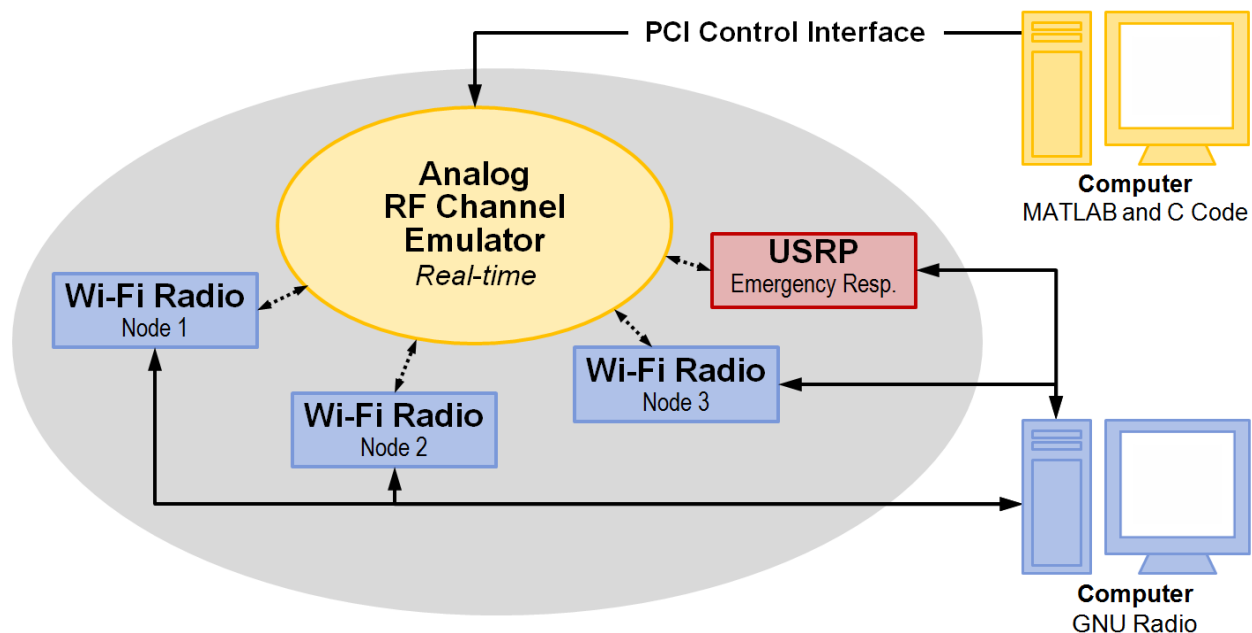 PCI Control Interface
Computer
MATLAB and C Code
Analog
RF Channel
Emulator
Real-time
USRP
Emergency Resp.
Wi-Fi Radio
Node 1
Wi-Fi Radio
Node 3
Wi-Fi Radio
Node 2
Computer
GNU Radio